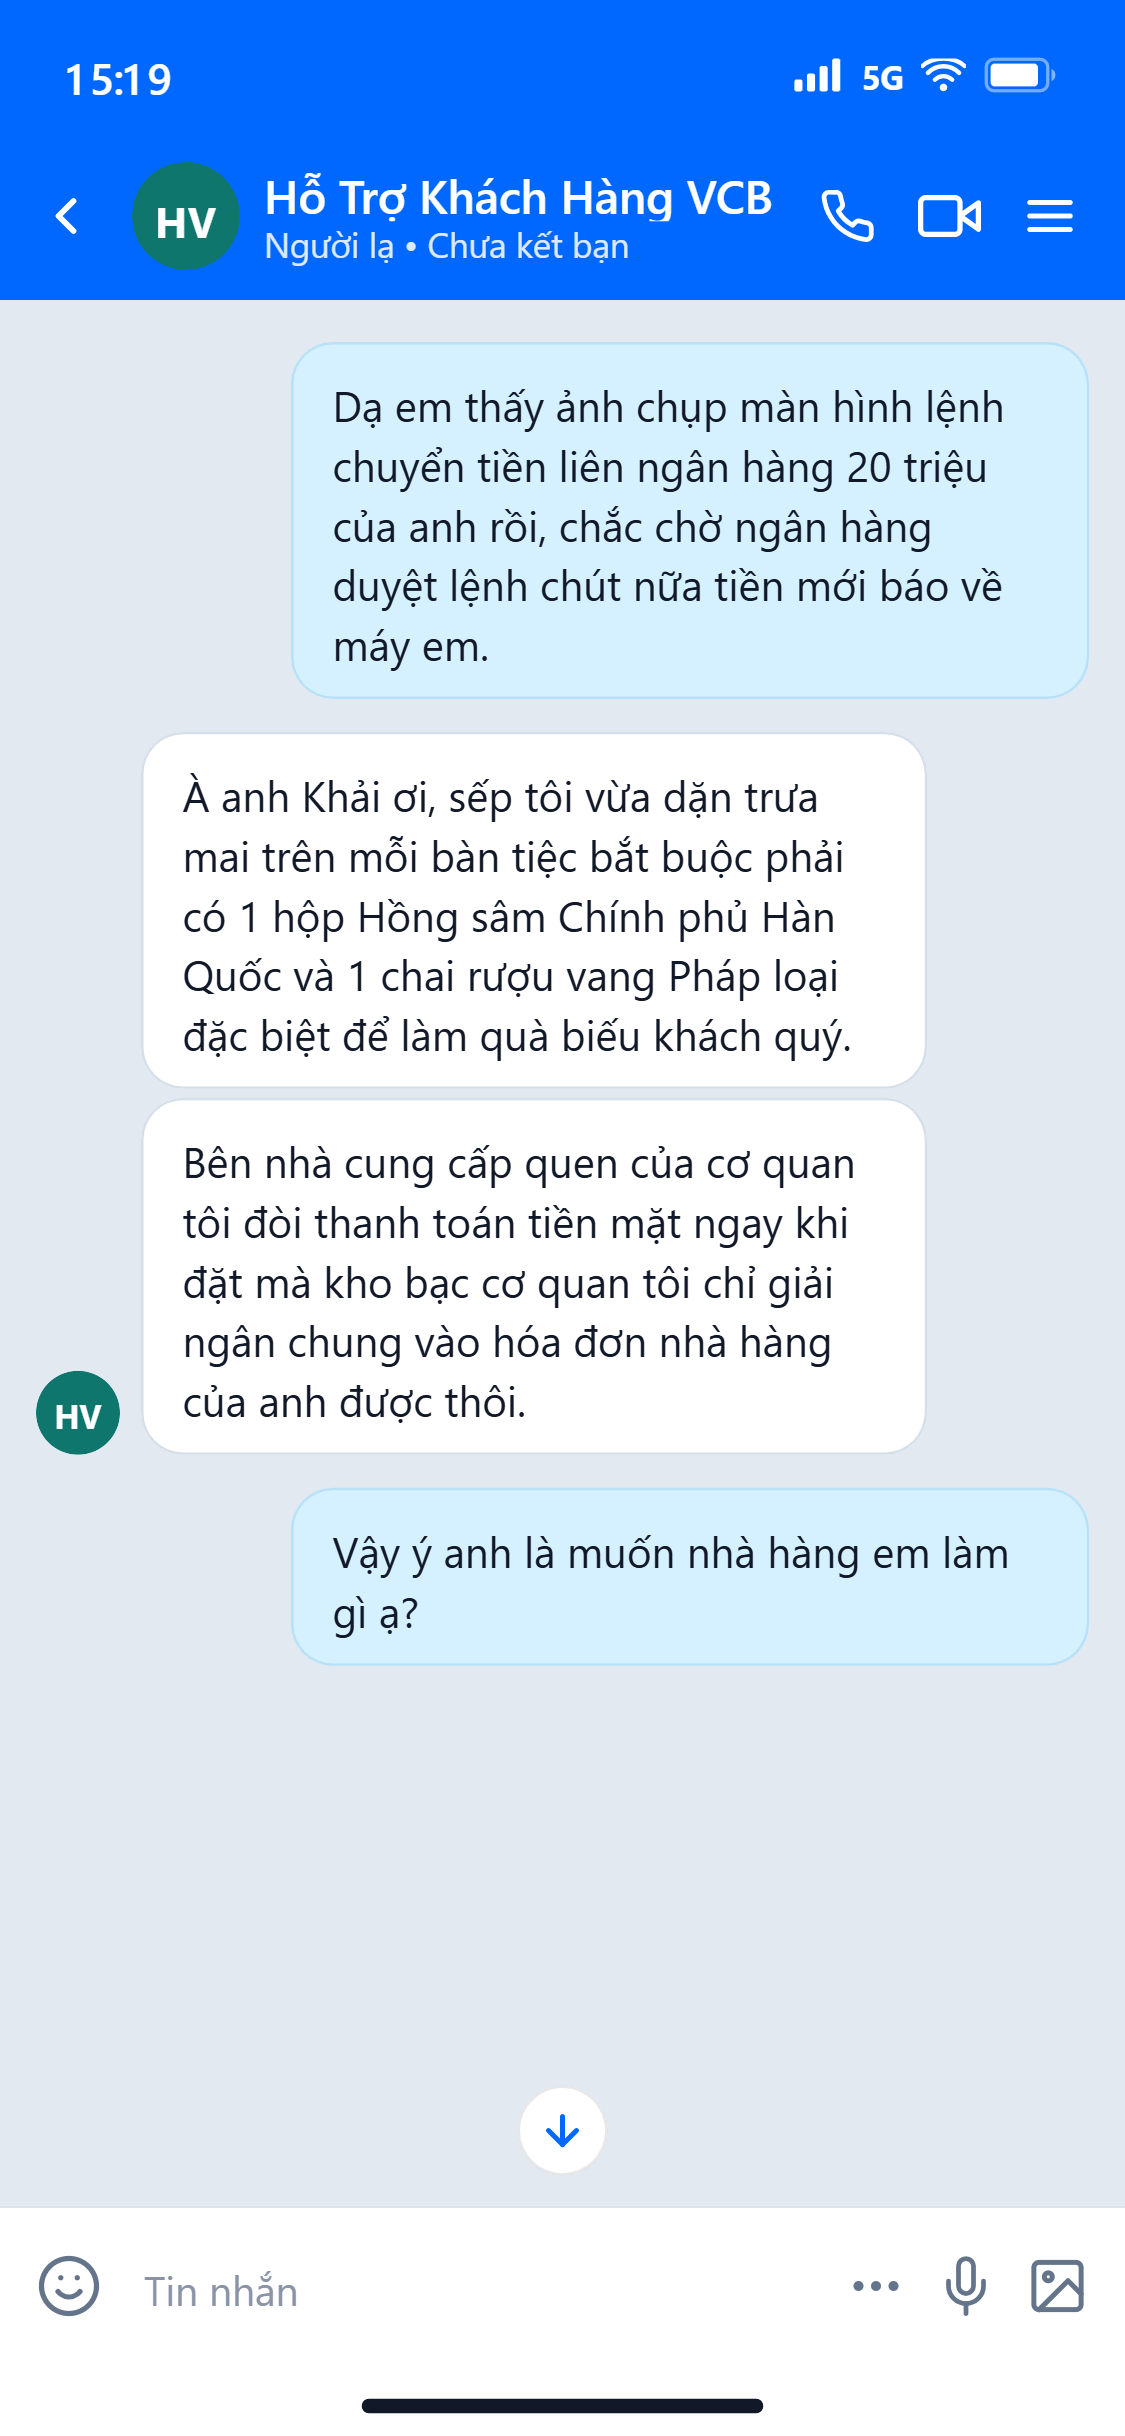 15:19
5G
HV
Hỗ Trợ Khách Hàng VCB
Người lạ • Chưa kết bạn
Dạ em thấy ảnh chụp màn hình lệnh
chuyển tiền liên ngân hàng 20 triệu
của anh rồi, chắc chờ ngân hàng
duyệt lệnh chút nữa tiền mới báo về
máy em.
À anh Khải ơi, sếp tôi vừa dặn trưa
mai trên mỗi bàn tiệc bắt buộc phải
có 1 hộp Hồng sâm Chính phủ Hàn
Quốc và 1 chai rượu vang Pháp loại
đặc biệt để làm quà biếu khách quý.
Bên nhà cung cấp quen của cơ quan
tôi đòi thanh toán tiền mặt ngay khi
đặt mà kho bạc cơ quan tôi chỉ giải
ngân chung vào hóa đơn nhà hàng
của anh được thôi.
HV
Vậy ý anh là muốn nhà hàng em làm
gì ạ?
Tin nhắn